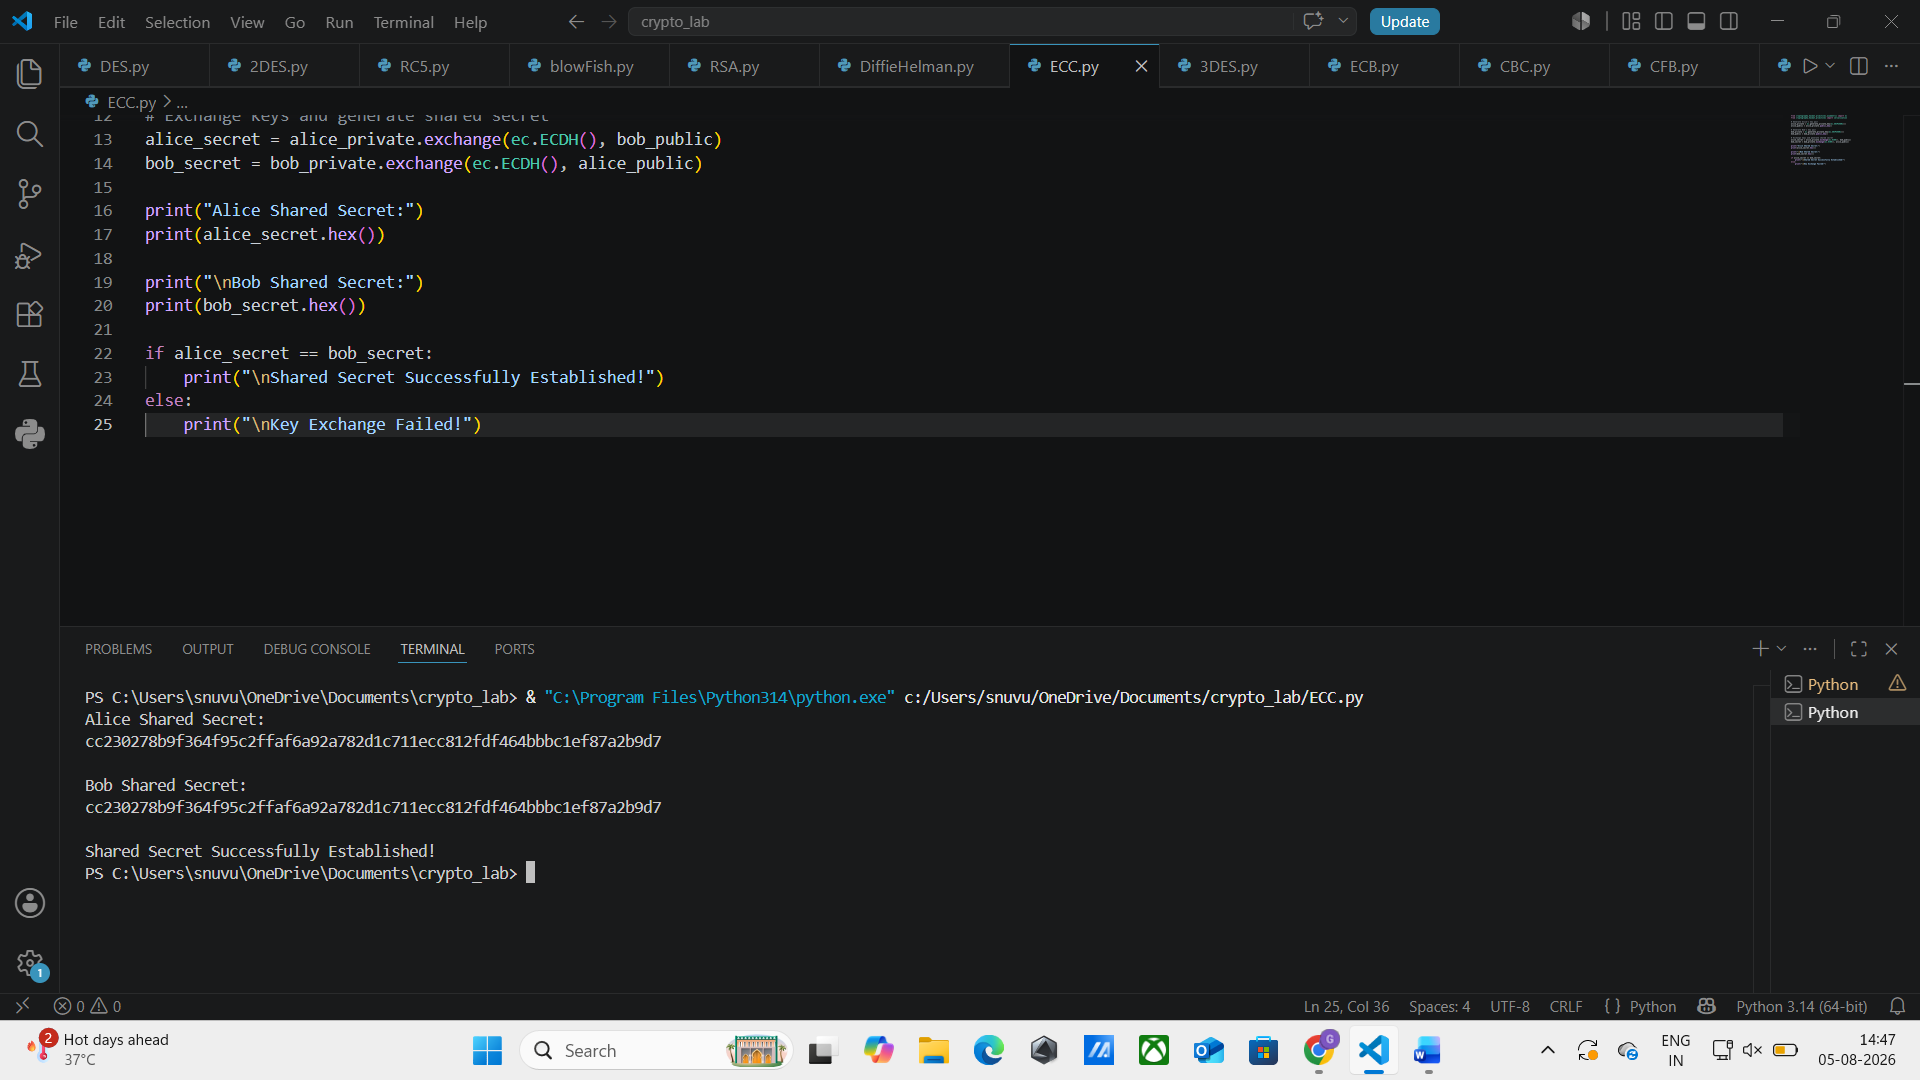 File Edit Selection View Go Run Terminal Help
crypto_lab
Update
DES.py
2DES.py
RC5.py
blowFish.py
RSA.py
DiffieHelman.py
ECC.py
3DES.py
ECB.py
CBC.py
CFB.py
ECC.py > ...
12 # Exchange keys and generate shared secret
13 alice_secret = alice_private.exchange(ec.ECDH(), bob_public)
14 bob_secret = bob_private.exchange(ec.ECDH(), alice_public)
15
16 print("Alice Shared Secret:")
17 print(alice_secret.hex())
18
19 print("\nBob Shared Secret:")
20 print(bob_secret.hex())
21
22 if alice_secret == bob_secret:
23     print("\nShared Secret Successfully Established!")
24 else:
25     print("\nKey Exchange Failed!")
PROBLEMS OUTPUT DEBUG CONSOLE TERMINAL PORTS
PS C:\Users\snuvu\OneDrive\Documents\crypto_lab> & "C:\Program Files\Python314\python.exe" c:/Users/snuvu/OneDrive/Documents/crypto_lab/ECC.py
Alice Shared Secret:
cc230278b9f364f95c2ffaf6a92a782d1c711ecc812fdf464bbbc1ef87a2b9d7
Bob Shared Secret:
cc230278b9f364f95c2ffaf6a92a782d1c711ecc812fdf464bbbc1ef87a2b9d7
Shared Secret Successfully Established!
PS C:\Users\snuvu\OneDrive\Documents\crypto_lab>
Python
Python
1
0 0
Ln 25, Col 36 Spaces: 4 UTF-8 CRLF {} Python Python 3.14 (64-bit)
2
Hot days ahead
37°C
Search
G
ENG
IN
14:47
05-08-2026